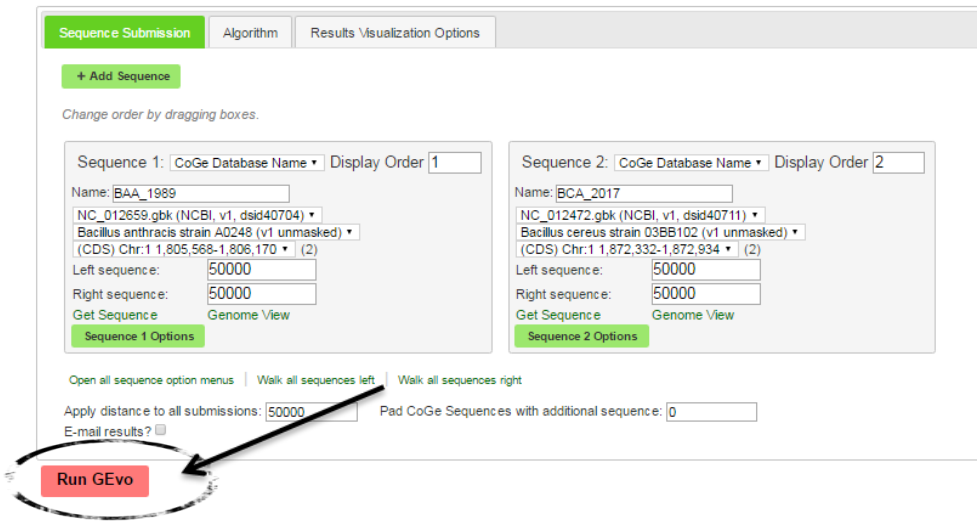 Sequence Submission Algorithm Results Visualization Options
+ Add Sequence
Change order by dragging boxes.
Sequence 1: CoGe Database Name Display Order 1
Name: BAA_1989
NC_012659.gbk (NCBI, v1, dsid40704)
Bacillus anthracis strain A0248 (v1 unmasked)
(CDS) Chr:1 1,805,568-1,806,170 (2)
Left sequence: 50000
Right sequence: 50000
Get Sequence Genome View
Sequence 1 Options
Sequence 2: CoGe Database Name Display Order 2
Name: BCA_2017
NC_012472.gbk (NCBI, v1, dsid40711)
Bacillus cereus strain 03BB102 (v1 unmasked)
(CDS) Chr:1 1,872,332-1,872,934 (2)
Left sequence: 50000
Right sequence: 50000
Get Sequence Genome View
Sequence 2 Options
Open all sequence option menus Walk all sequences left Walk all sequences right
Apply distance to all submissions: 50000 Pad CoGe Sequences with additional sequence: 0
E-mail results?
Run GEvo